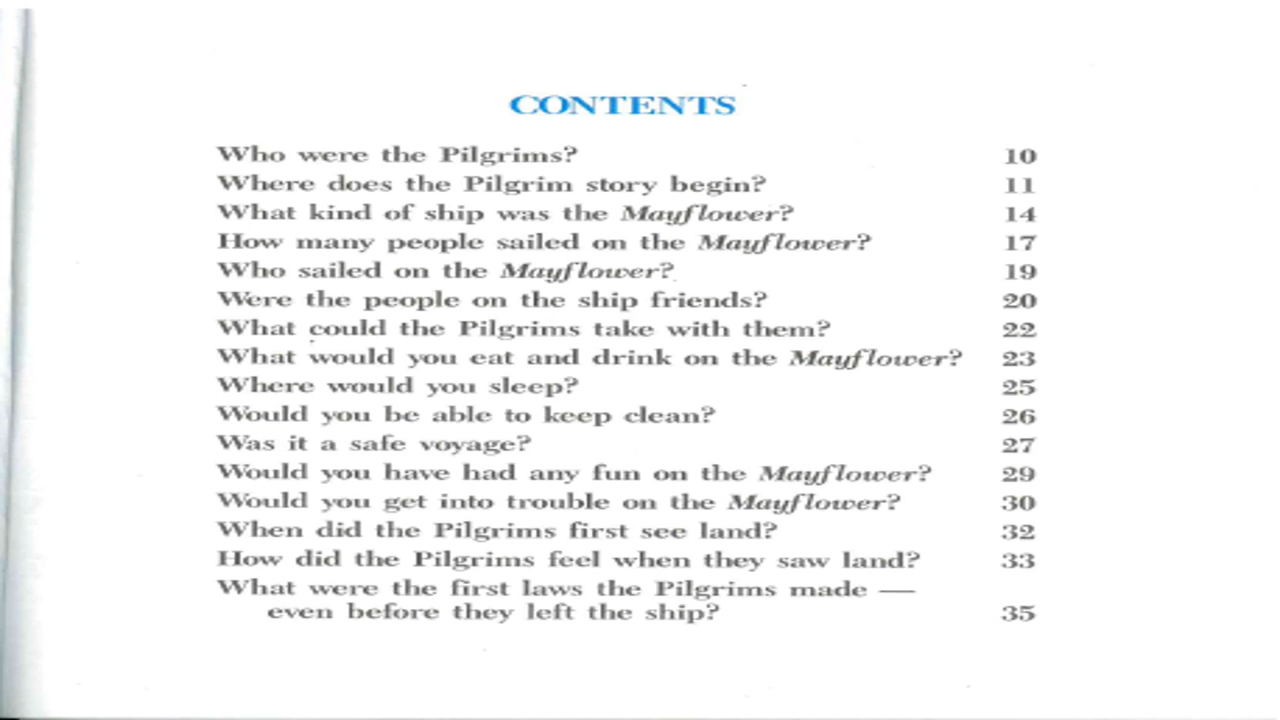 CONTENTS
Who were the Pilgrims? 10
Where does the Pilgrim story begin? 11
What kind of ship was the Mayflower? 14
How many people sailed on the Mayflower? 17
Who sailed on the Mayflower? 19
Were the people on the ship friends? 20
What could the Pilgrims take with them? 22
What would you eat and drink on the Mayflower? 23
Where would you sleep? 25
Would you be able to keep clean? 26
Was it a safe voyage? 27
Would you have had any fun on the Mayflower? 29
Would you get into trouble on the Mayflower? 30
When did the Pilgrims first see land? 32
How did the Pilgrims feel when they saw land? 33
What were the first laws the Pilgrims made —
even before they left the ship? 35